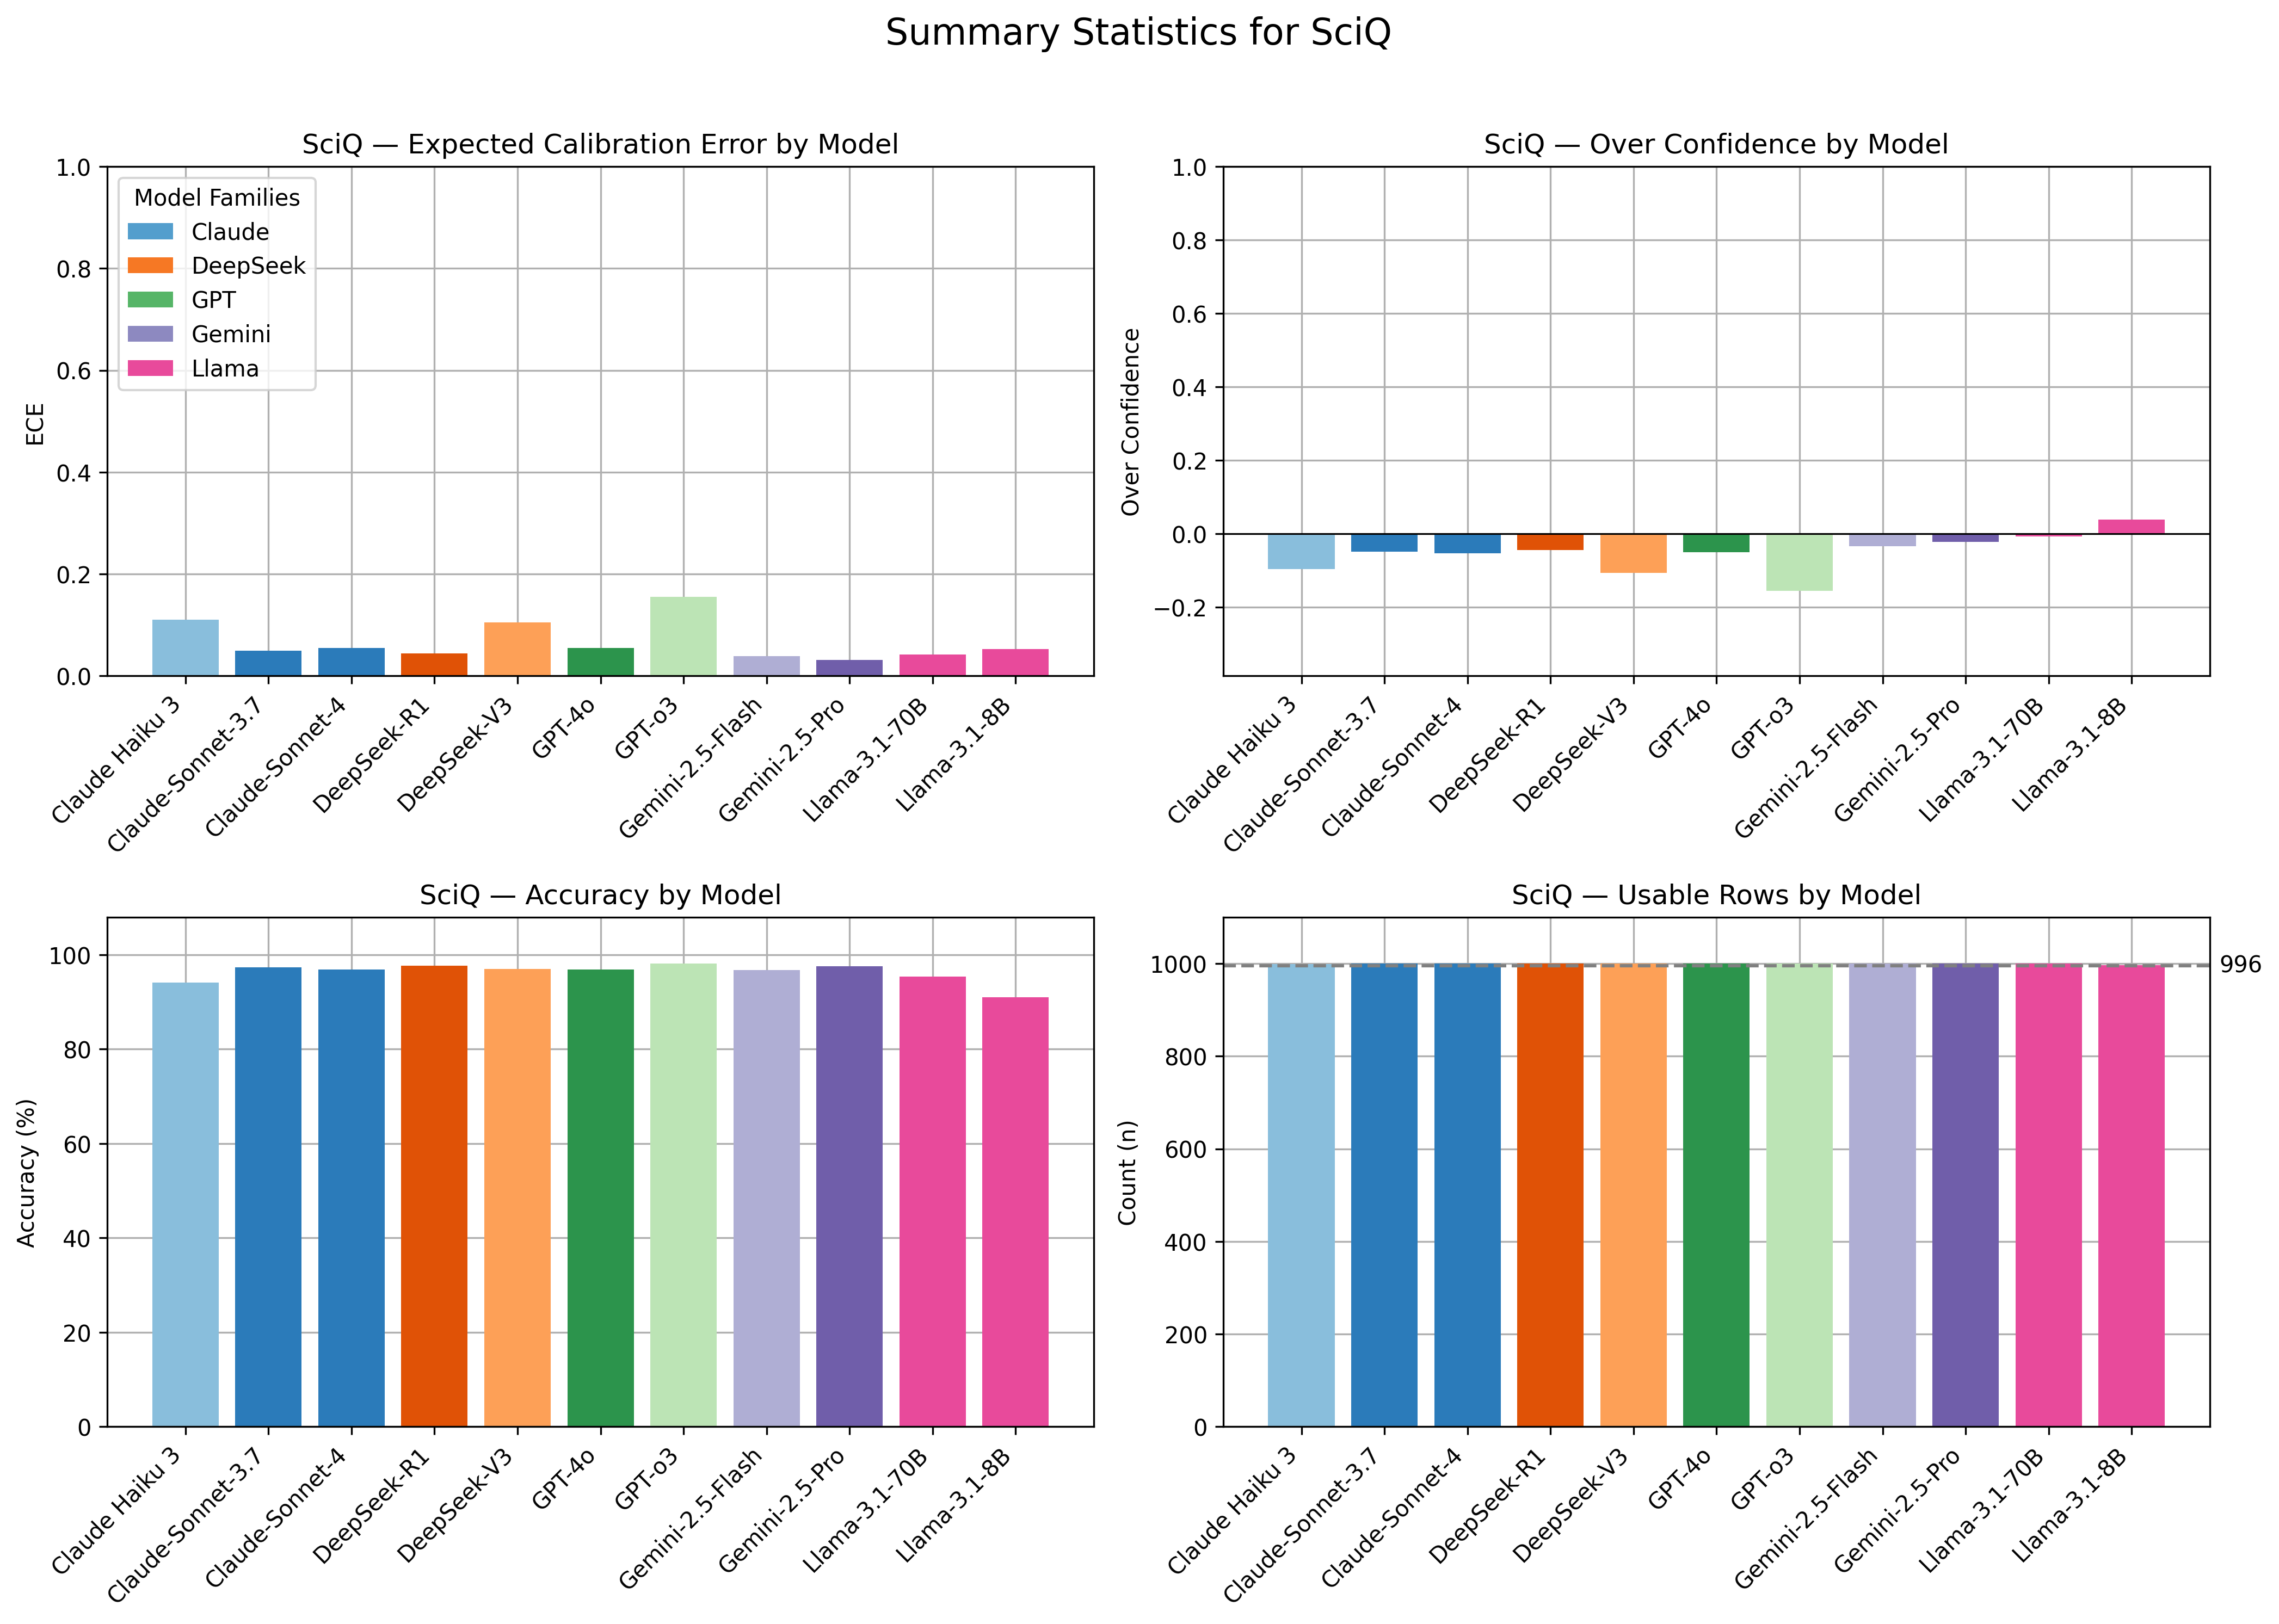 Summary Statistics for SciQ
SciQ — Expected Calibration Error by Model
1.0
0.8
0.6
0.4
0.2
0.0
ECE
Model Families
Claude
DeepSeek
GPT
Gemini
Llama
Claude Haiku 3
Claude-Sonnet-3.7
Claude-Sonnet-4
DeepSeek-R1
DeepSeek-V3
GPT-4o
GPT-o3
Gemini-2.5-Flash
Gemini-2.5-Pro
Llama-3.1-70B
Llama-3.1-8B
SciQ — Over Confidence by Model
1.0
0.8
0.6
0.4
0.2
0.0
−0.2
Over Confidence
Claude Haiku 3
Claude-Sonnet-3.7
Claude-Sonnet-4
DeepSeek-R1
DeepSeek-V3
GPT-4o
GPT-o3
Gemini-2.5-Flash
Gemini-2.5-Pro
Llama-3.1-70B
Llama-3.1-8B
SciQ — Accuracy by Model
100
80
60
40
20
0
Accuracy (%)
Claude Haiku 3
Claude-Sonnet-3.7
Claude-Sonnet-4
DeepSeek-R1
DeepSeek-V3
GPT-4o
GPT-o3
Gemini-2.5-Flash
Gemini-2.5-Pro
Llama-3.1-70B
Llama-3.1-8B
SciQ — Usable Rows by Model
1000
800
600
400
200
0
Count (n)
996
Claude Haiku 3
Claude-Sonnet-3.7
Claude-Sonnet-4
DeepSeek-R1
DeepSeek-V3
GPT-4o
GPT-o3
Gemini-2.5-Flash
Gemini-2.5-Pro
Llama-3.1-70B
Llama-3.1-8B